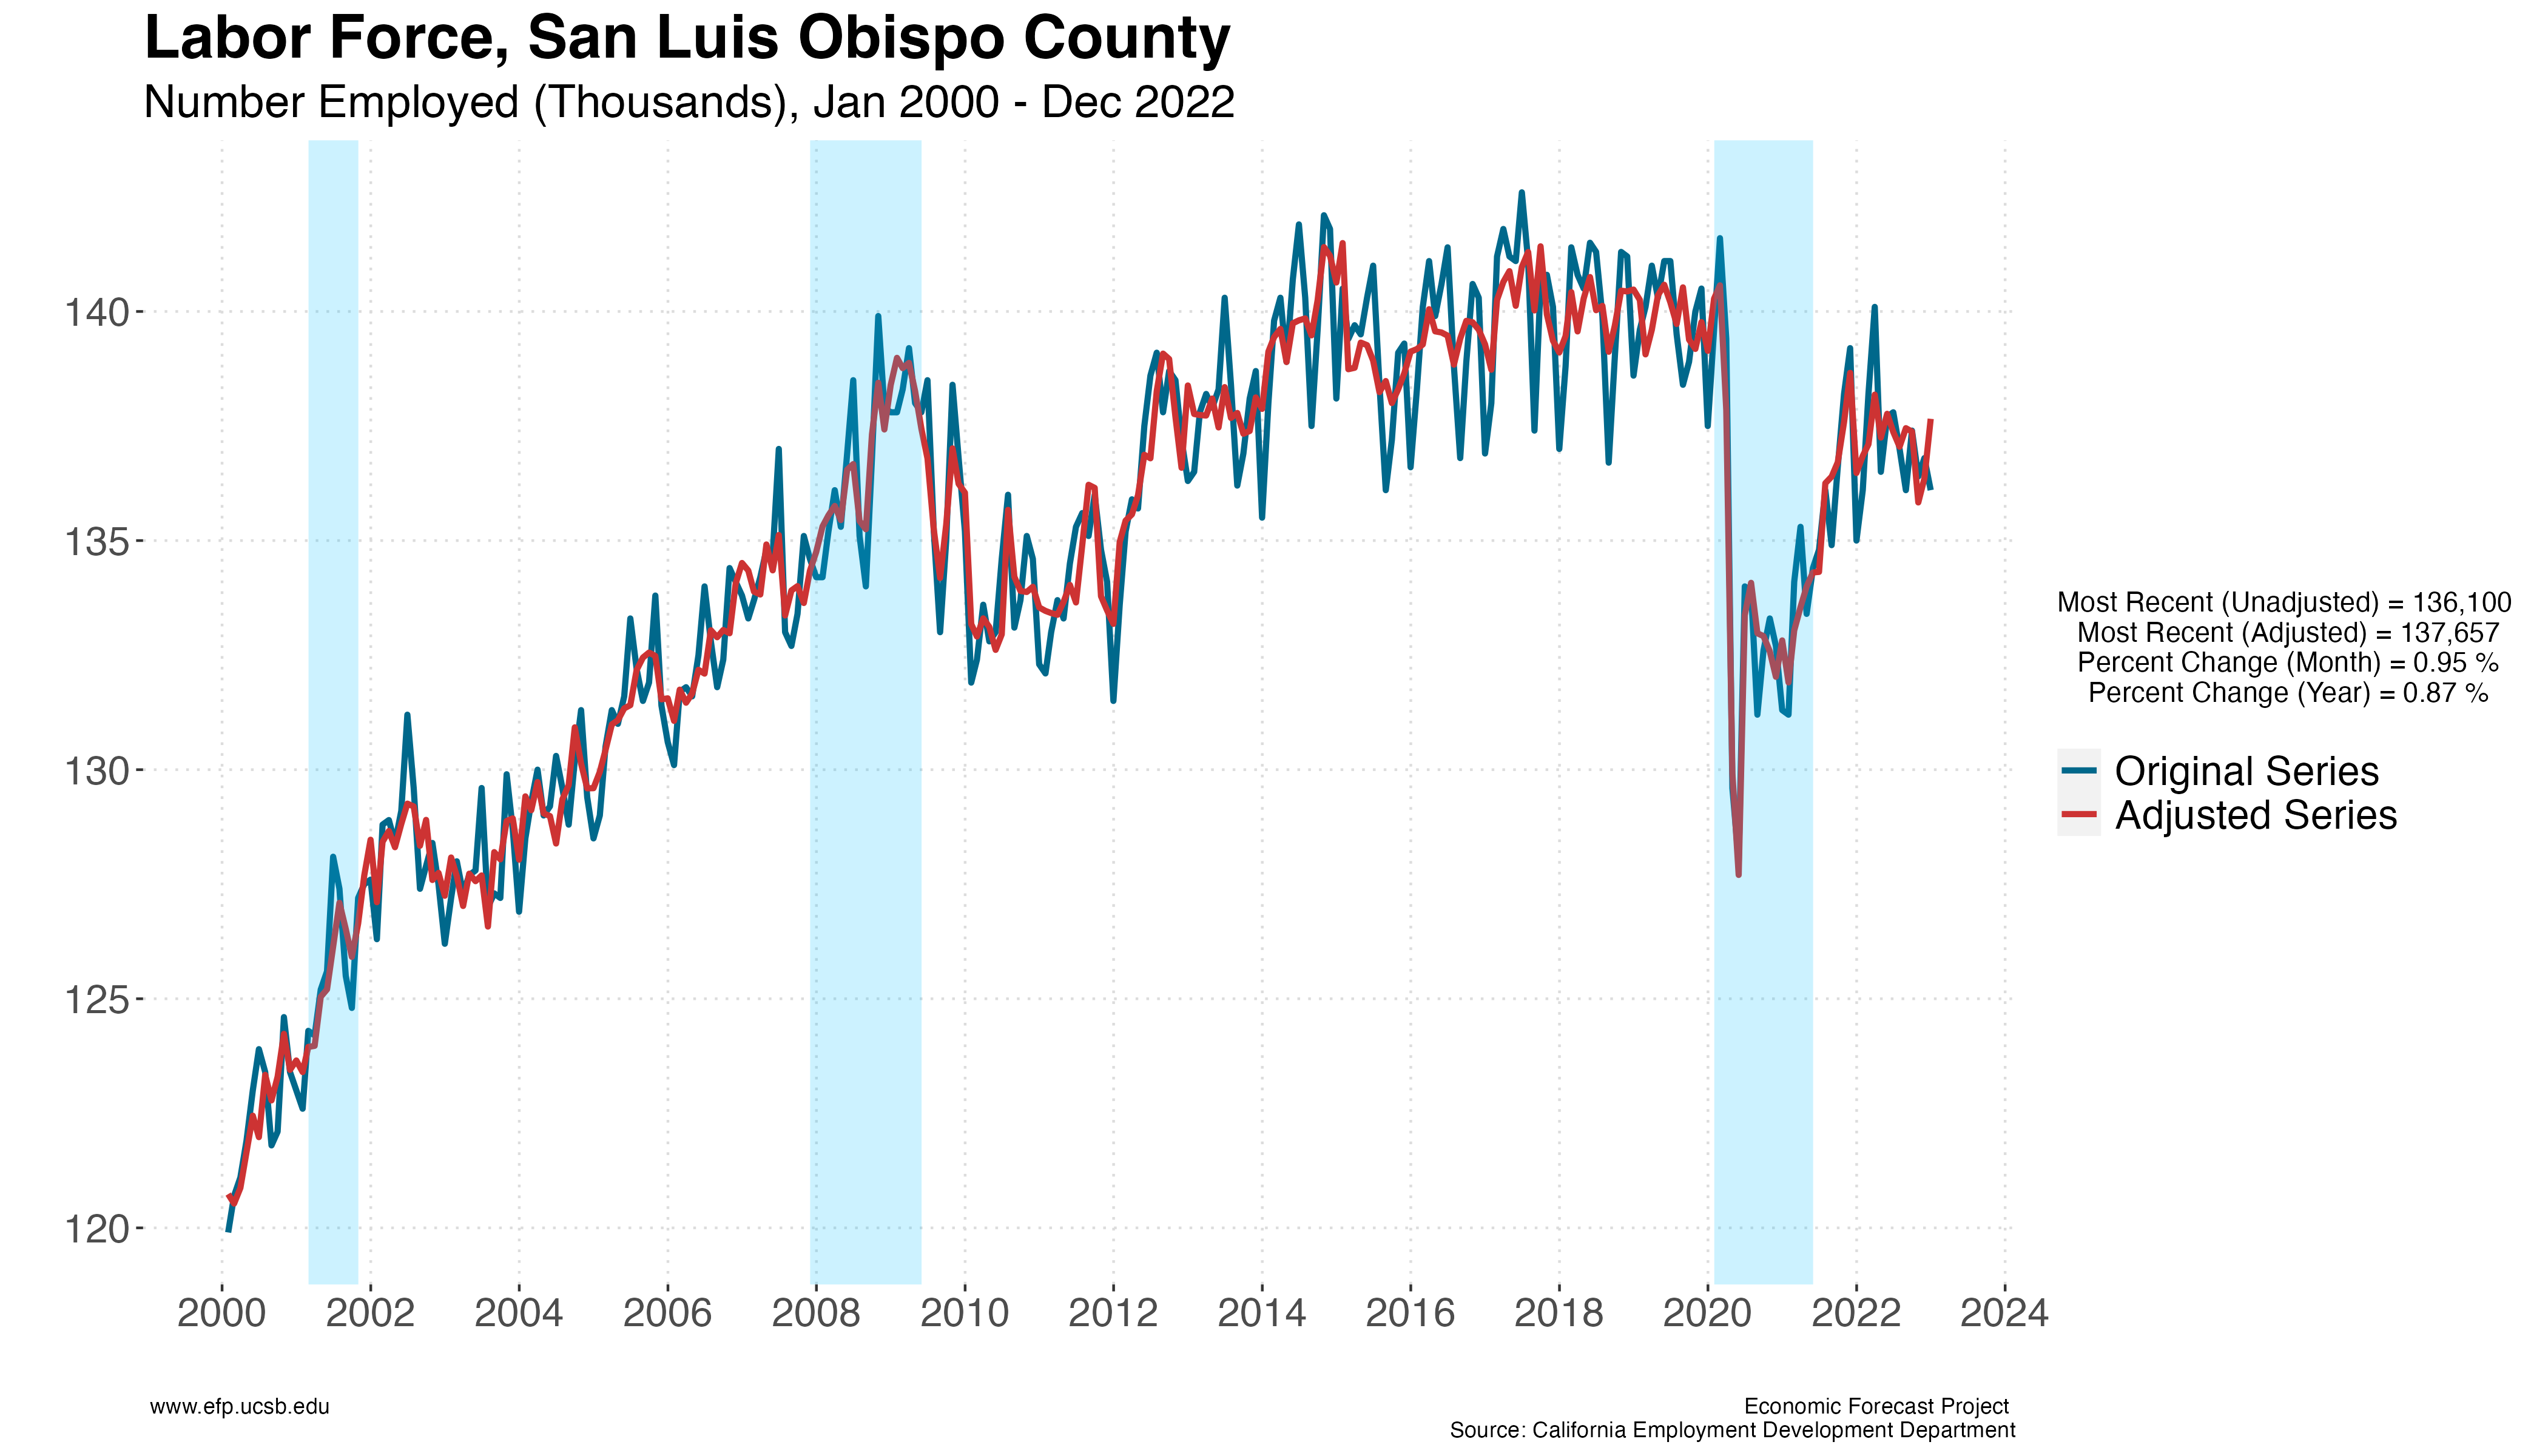 Labor Force, San Luis Obispo County
Number Employed (Thousands), Jan 2000 - Dec 2022
140
135
130
125
120
2000 2002 2004 2006 2008 2010 2012 2014 2016 2018 2020 2022 2024
Most Recent (Unadjusted) = 136,100
Most Recent (Adjusted) = 137,657
Percent Change (Month) = 0.95 %
Percent Change (Year) = 0.87 %
Original Series
Adjusted Series
www.efp.ucsb.edu
Economic Forecast Project
Source: California Employment Development Department